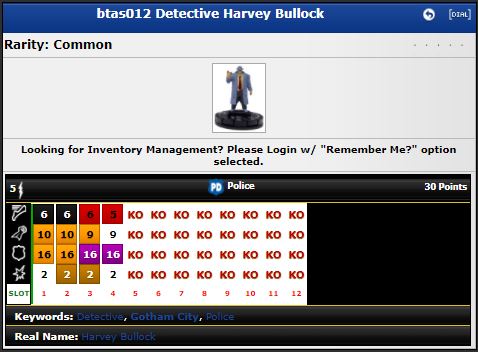 btas012 Detective Harvey Bullock [DIAL]
Rarity: Common
Looking for Inventory Management? Please Login w/ "Remember Me?" option
selected.
5 PD Police 30 Points
6 6 6 5 KO KO KO KO KO KO KO KO
10 10 9 9 KO KO KO KO KO KO KO KO
16 16 16 16 KO KO KO KO KO KO KO KO
2 2 2 2 KO KO KO KO KO KO KO KO
SLOT 1 2 3 4 5 6 7 8 9 10 11 12
Keywords: Detective, Gotham City, Police
Real Name: Harvey Bullock